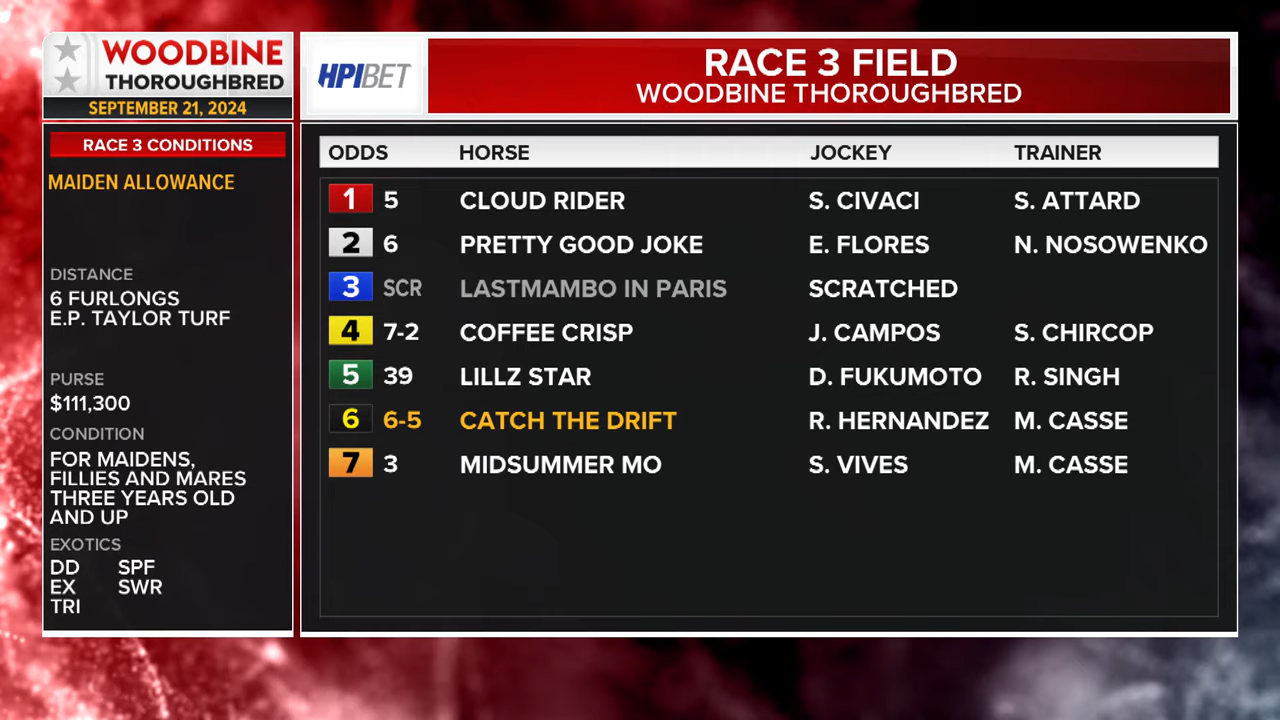 WOODBINE
THOROUGHBRED
SEPTEMBER 21, 2024
RACE 3 CONDITIONS
MAIDEN ALLOWANCE
DISTANCE
6 FURLONGS
E.P. TAYLOR TURF
PURSE
$111,300
CONDITION
FOR MAIDENS,
FILLIES AND MARES
THREE YEARS OLD
AND UP
EXOTICS
DD SPF
EX SWR
TRI
HPIBET
RACE 3 FIELD
WOODBINE THOROUGHBRED
ODDS HORSE JOCKEY TRAINER
1 5 CLOUD RIDER S. CIVACI S. ATTARD
2 6 PRETTY GOOD JOKE E. FLORES N. NOSOWENKO
3 SCR LASTMAMBO IN PARIS SCRATCHED
4 7-2 COFFEE CRISP J. CAMPOS S. CHIRCOP
5 39 LILLZ STAR D. FUKUMOTO R. SINGH
6 6-5 CATCH THE DRIFT R. HERNANDEZ M. CASSE
7 3 MIDSUMMER MO S. VIVES M. CASSE